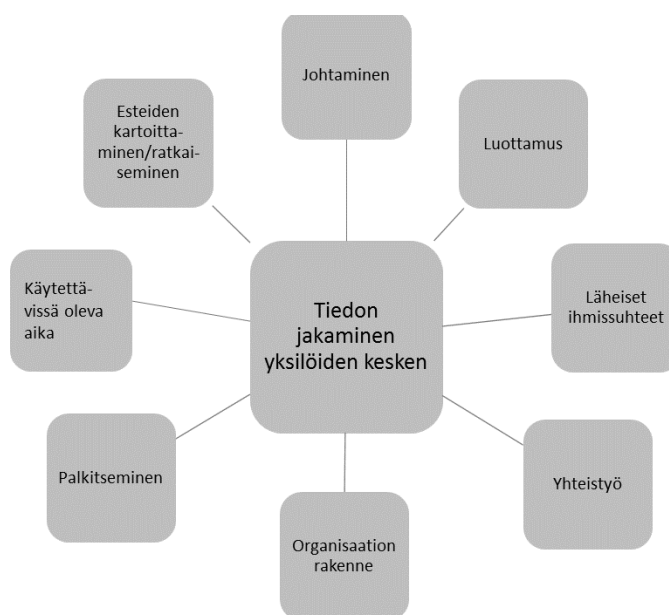 Johtaminen
Esteiden
kartoitta-
minen/ratkai-
seminen
Luottamus
Käytettä-
vissä oleva
aika
Tiedon
jakaminen
yksilöiden kesken
Läheiset
ihmissuhteet
Palkitseminen
Yhteistyö
Organisaation
rakenne